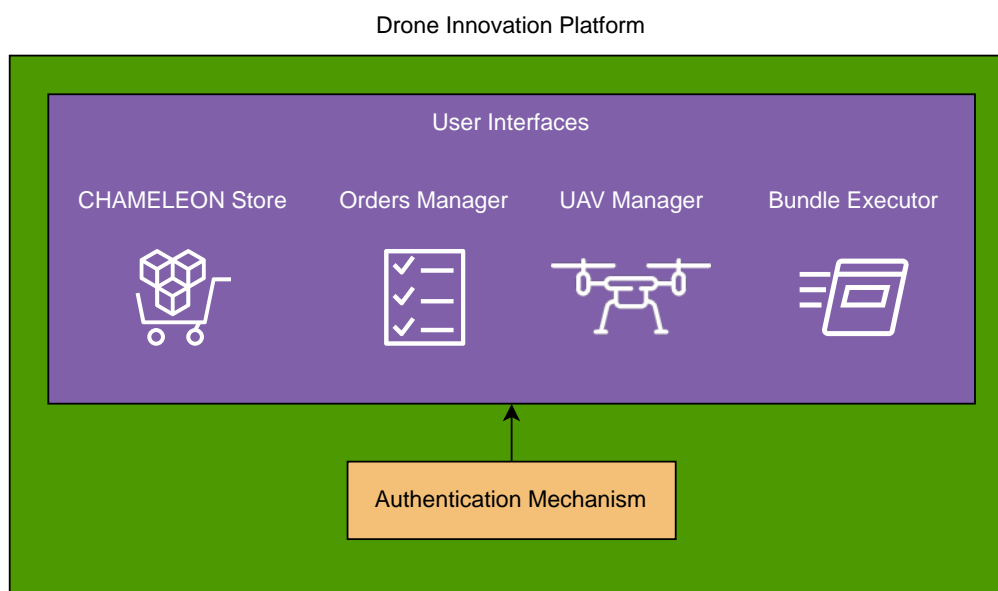 Drone Innovation Platform
User Interfaces
CHAMELEON Store
Orders Manager
UAV Manager
Bundle Executor
Authentication Mechanism